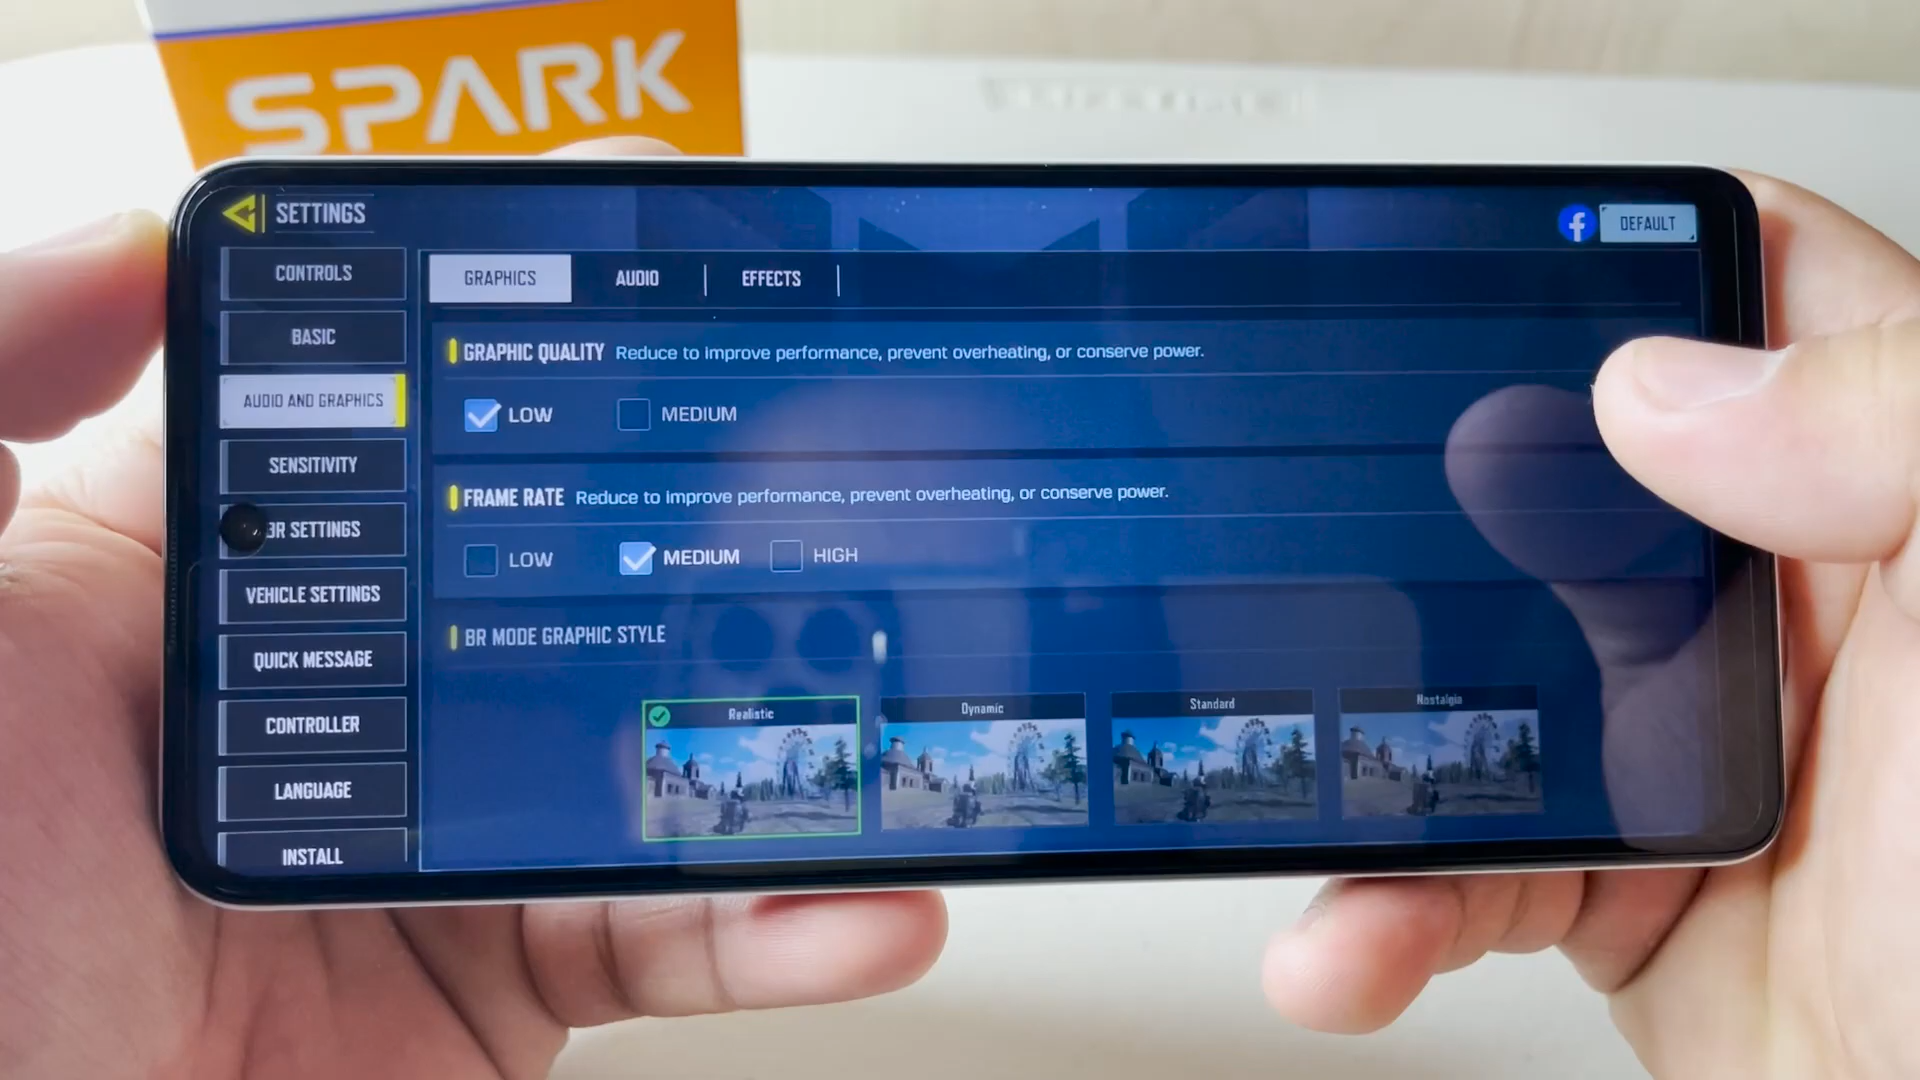 SPARK
SETTINGS
DEFAULT
CONTROLS
BASIC
AUDIO AND GRAPHICS
SENSITIVITY
BR SETTINGS
VEHICLE SETTINGS
QUICK MESSAGE
CONTROLLER
LANGUAGE
INSTALL
GRAPHICS AUDIO EFFECTS
GRAPHIC QUALITY Reduce to improve performance, prevent overheating, or conserve power.
LOW MEDIUM
FRAME RATE Reduce to improve performance, prevent overheating, or conserve power.
LOW MEDIUM HIGH
BR MODE GRAPHIC STYLE
Realistic Dynamic Standard Nostalgia